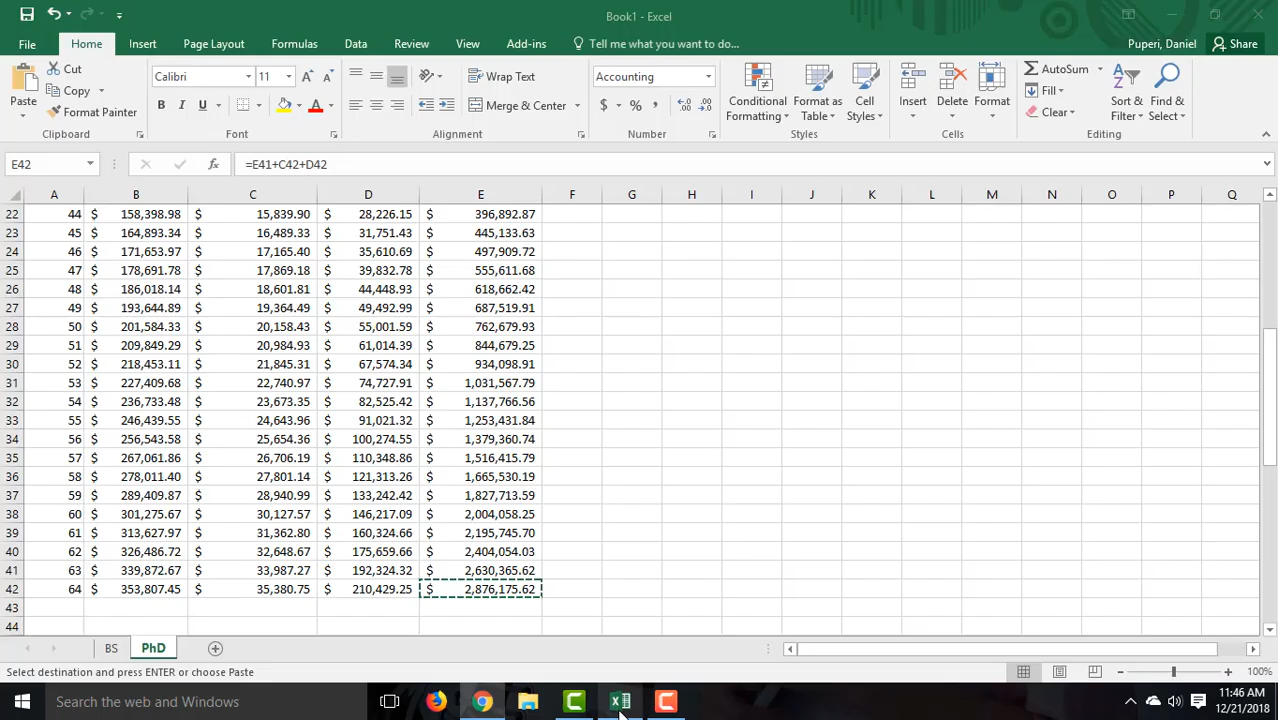 Book1 - Excel
File Home Insert Page Layout Formulas Data Review View Add-ins Tell me what you want to do... Puperi, Daniel Share
Paste Cut Copy Format Painter Clipboard
Calibri 11 A A B I U A Font
Wrap Text Merge & Center Alignment
Accounting $ % , Number
Conditional Formatting Format as Table Cell Styles Styles
Insert Delete Format Cells
AutoSum Fill Clear Sort & Filter Find & Select Editing
E42 fx =E41+C42+D42
A B C D E F G H I J K L M N O P Q
22 44 $ 158,398.98 $ 15,839.90 $ 28,226.15 $ 396,892.87
23 45 $ 164,893.34 $ 16,489.33 $ 31,751.43 $ 445,133.63
24 46 $ 171,653.97 $ 17,165.40 $ 35,610.69 $ 497,909.72
25 47 $ 178,691.78 $ 17,869.18 $ 39,832.78 $ 555,611.68
26 48 $ 186,018.14 $ 18,601.81 $ 44,448.93 $ 618,662.42
27 49 $ 193,644.89 $ 19,364.49 $ 49,492.99 $ 687,519.91
28 50 $ 201,584.33 $ 20,158.43 $ 55,001.59 $ 762,679.93
29 51 $ 209,849.29 $ 20,984.93 $ 61,014.39 $ 844,679.25
30 52 $ 218,453.11 $ 21,845.31 $ 67,574.34 $ 934,098.91
31 53 $ 227,409.68 $ 22,740.97 $ 74,727.91 $ 1,031,567.79
32 54 $ 236,733.48 $ 23,673.35 $ 82,525.42 $ 1,137,766.56
33 55 $ 246,439.55 $ 24,643.96 $ 91,021.32 $ 1,253,431.84
34 56 $ 256,543.58 $ 25,654.36 $ 100,274.55 $ 1,379,360.74
35 57 $ 267,061.86 $ 26,706.19 $ 110,348.86 $ 1,516,415.79
36 58 $ 278,011.40 $ 27,801.14 $ 121,313.26 $ 1,665,530.19
37 59 $ 289,409.87 $ 28,940.99 $ 133,242.42 $ 1,827,713.59
38 60 $ 301,275.67 $ 30,127.57 $ 146,217.09 $ 2,004,058.25
39 61 $ 313,627.97 $ 31,362.80 $ 160,324.66 $ 2,195,745.70
40 62 $ 326,486.72 $ 32,648.67 $ 175,659.66 $ 2,404,054.03
41 63 $ 339,872.67 $ 33,987.27 $ 192,324.32 $ 2,630,365.62
42 64 $ 353,807.45 $ 35,380.75 $ 210,429.25 $ 2,876,175.62
43
44
BS PhD
Select destination and press ENTER or choose Paste 100%
Search the web and Windows 11:46 AM
12/21/2018